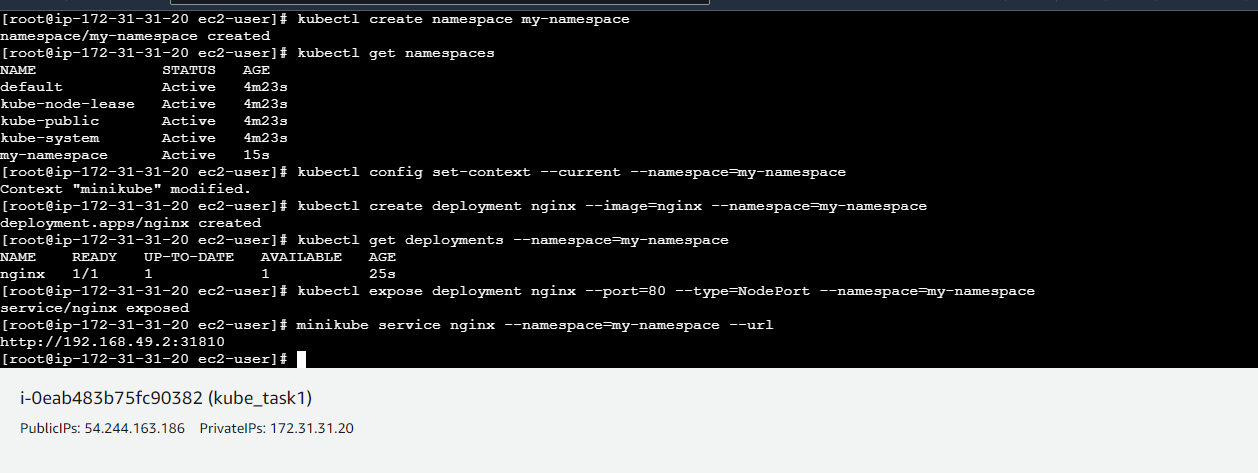 [root@ip-172-31-31-20 ec2-user]# kubectl create namespace my-namespace
namespace/my-namespace created
[root@ip-172-31-31-20 ec2-user]# kubectl get namespaces
NAME              STATUS   AGE
default           Active   4m23s
kube-node-lease   Active   4m23s
kube-public       Active   4m23s
kube-system       Active   4m23s
my-namespace      Active   15s
[root@ip-172-31-31-20 ec2-user]# kubectl config set-context --current --namespace=my-namespace
Context "minikube" modified.
[root@ip-172-31-31-20 ec2-user]# kubectl create deployment nginx --image=nginx --namespace=my-namespace
deployment.apps/nginx created
[root@ip-172-31-31-20 ec2-user]# kubectl get deployments --namespace=my-namespace
NAME    READY   UP-TO-DATE   AVAILABLE   AGE
nginx   1/1     1            1           25s
[root@ip-172-31-31-20 ec2-user]# kubectl expose deployment nginx --port=80 --type=NodePort --namespace=my-namespace
service/nginx exposed
[root@ip-172-31-31-20 ec2-user]# minikube service nginx --namespace=my-namespace --url
http://192.168.49.2:31810
[root@ip-172-31-31-20 ec2-user]#
i-0eab483b75fc90382 (kube_task1)
PublicIPs: 54.244.163.186   PrivateIPs: 172.31.31.20